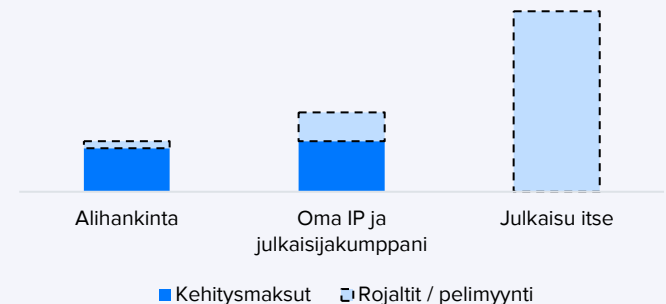 Alihankinta
Oma IP ja
julkaisijakumppani
Julkaisu itse
Kehitysmaksut
Rojaltit / pelimyynti